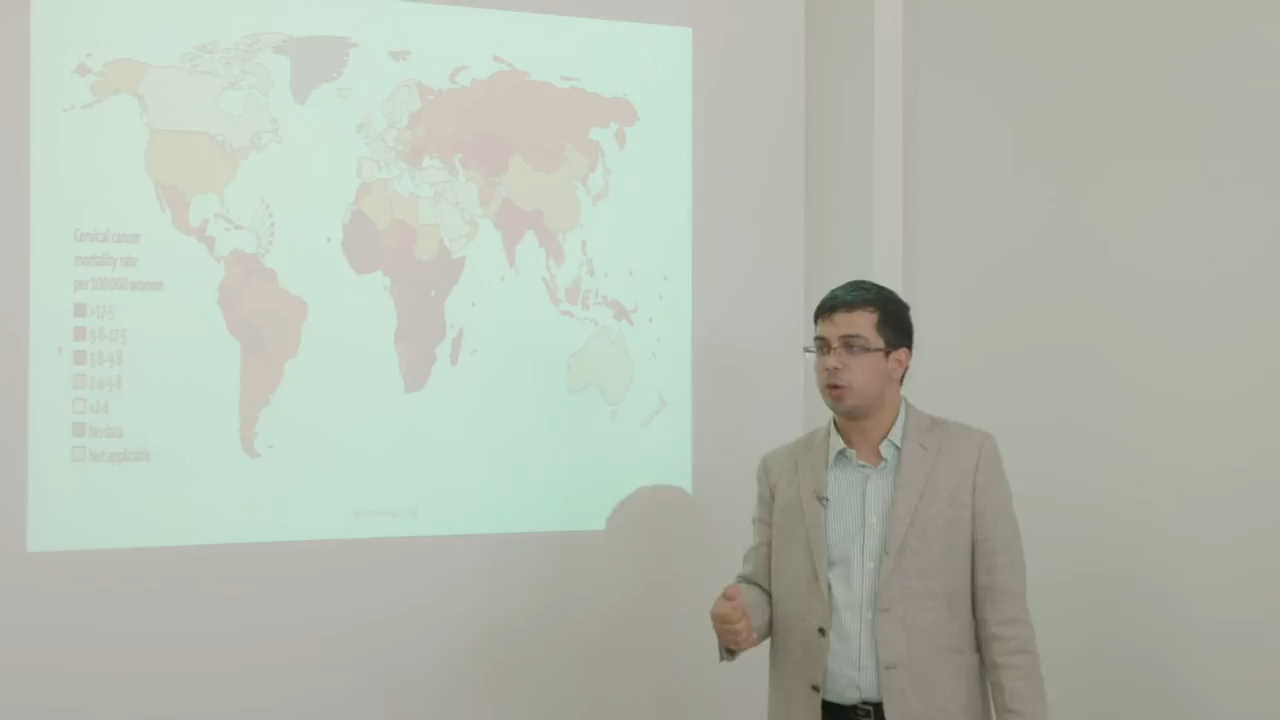 Cervical cancer
mortality rate
per 100 000 women
>17·5
9·8-17·5
5·8-9·8
2·4-5·8
<2·4
No data
Not applicable